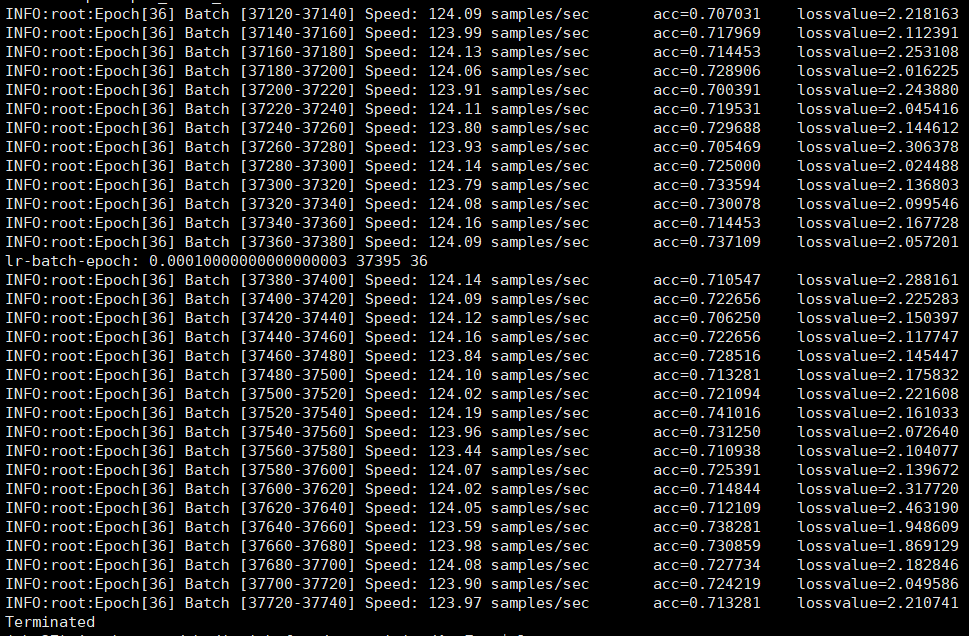 INFO:root:Epoch[36] Batch [37120-37140] Speed: 124.09 samples/sec acc=0.707031 lossvalue=2.218163
INFO:root:Epoch[36] Batch [37140-37160] Speed: 123.99 samples/sec acc=0.717969 lossvalue=2.112391
INFO:root:Epoch[36] Batch [37160-37180] Speed: 124.13 samples/sec acc=0.714453 lossvalue=2.253108
INFO:root:Epoch[36] Batch [37180-37200] Speed: 124.06 samples/sec acc=0.728906 lossvalue=2.016225
INFO:root:Epoch[36] Batch [37200-37220] Speed: 123.91 samples/sec acc=0.700391 lossvalue=2.243880
INFO:root:Epoch[36] Batch [37220-37240] Speed: 124.11 samples/sec acc=0.719531 lossvalue=2.045416
INFO:root:Epoch[36] Batch [37240-37260] Speed: 123.80 samples/sec acc=0.729688 lossvalue=2.144612
INFO:root:Epoch[36] Batch [37260-37280] Speed: 123.93 samples/sec acc=0.705469 lossvalue=2.306378
INFO:root:Epoch[36] Batch [37280-37300] Speed: 124.14 samples/sec acc=0.725000 lossvalue=2.024488
INFO:root:Epoch[36] Batch [37300-37320] Speed: 123.79 samples/sec acc=0.733594 lossvalue=2.136803
INFO:root:Epoch[36] Batch [37320-37340] Speed: 124.08 samples/sec acc=0.730078 lossvalue=2.099546
INFO:root:Epoch[36] Batch [37340-37360] Speed: 124.16 samples/sec acc=0.714453 lossvalue=2.167728
INFO:root:Epoch[36] Batch [37360-37380] Speed: 124.09 samples/sec acc=0.737109 lossvalue=2.057201
lr-batch-epoch: 0.00010000000000000003 37395 36
INFO:root:Epoch[36] Batch [37380-37400] Speed: 124.14 samples/sec acc=0.710547 lossvalue=2.288161
INFO:root:Epoch[36] Batch [37400-37420] Speed: 124.09 samples/sec acc=0.722656 lossvalue=2.225283
INFO:root:Epoch[36] Batch [37420-37440] Speed: 124.12 samples/sec acc=0.706250 lossvalue=2.150397
INFO:root:Epoch[36] Batch [37440-37460] Speed: 124.16 samples/sec acc=0.722656 lossvalue=2.117747
INFO:root:Epoch[36] Batch [37460-37480] Speed: 123.84 samples/sec acc=0.728516 lossvalue=2.145447
INFO:root:Epoch[36] Batch [37480-37500] Speed: 124.10 samples/sec acc=0.713281 lossvalue=2.175832
INFO:root:Epoch[36] Batch [37500-37520] Speed: 124.02 samples/sec acc=0.721094 lossvalue=2.221608
INFO:root:Epoch[36] Batch [37520-37540] Speed: 124.19 samples/sec acc=0.741016 lossvalue=2.161033
INFO:root:Epoch[36] Batch [37540-37560] Speed: 123.96 samples/sec acc=0.731250 lossvalue=2.072640
INFO:root:Epoch[36] Batch [37560-37580] Speed: 123.44 samples/sec acc=0.710938 lossvalue=2.104077
INFO:root:Epoch[36] Batch [37580-37600] Speed: 124.07 samples/sec acc=0.725391 lossvalue=2.139672
INFO:root:Epoch[36] Batch [37600-37620] Speed: 124.02 samples/sec acc=0.714844 lossvalue=2.317720
INFO:root:Epoch[36] Batch [37620-37640] Speed: 124.05 samples/sec acc=0.712109 lossvalue=2.463190
INFO:root:Epoch[36] Batch [37640-37660] Speed: 123.59 samples/sec acc=0.738281 lossvalue=1.948609
INFO:root:Epoch[36] Batch [37660-37680] Speed: 123.98 samples/sec acc=0.730859 lossvalue=1.869129
INFO:root:Epoch[36] Batch [37680-37700] Speed: 124.08 samples/sec acc=0.727734 lossvalue=2.182846
INFO:root:Epoch[36] Batch [37700-37720] Speed: 123.90 samples/sec acc=0.724219 lossvalue=2.049586
INFO:root:Epoch[36] Batch [37720-37740] Speed: 123.97 samples/sec acc=0.713281 lossvalue=2.210741
Terminated